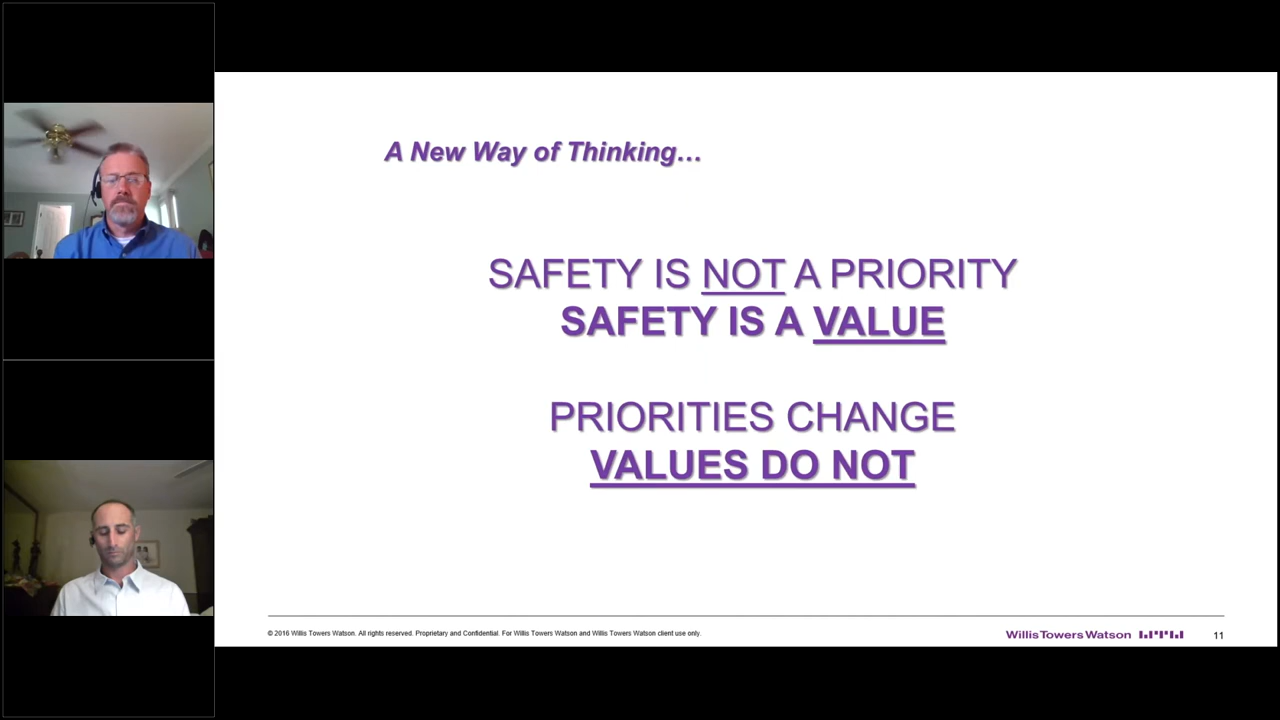 A New Way of Thinking…
SAFETY IS NOT A PRIORITY
SAFETY IS A VALUE
PRIORITIES CHANGE
VALUES DO NOT
© 2016 Willis Towers Watson. All rights reserved. Proprietary and Confidential. For Willis Towers Watson and Willis Towers Watson client use only.
WillisTowersWatson
11